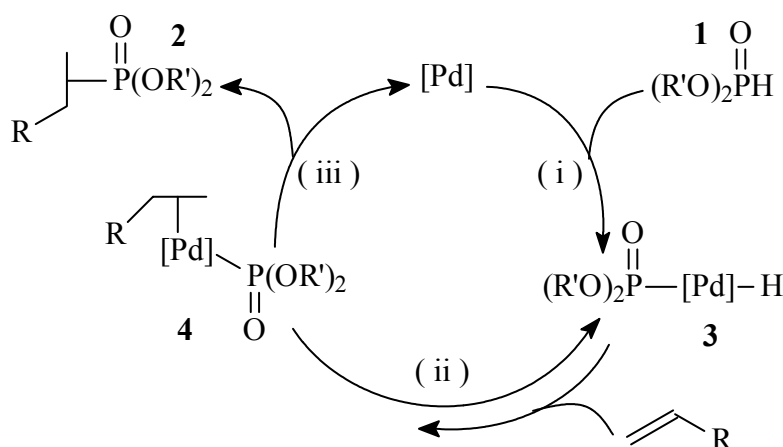 O
2
P(OR')2
[Pd]
1
O
(R'O)2PH
R
( iii )
( i )
R
[Pd]
P(OR')2
O
4
O
(R'O)2P
[Pd]
H
3
( ii )
R